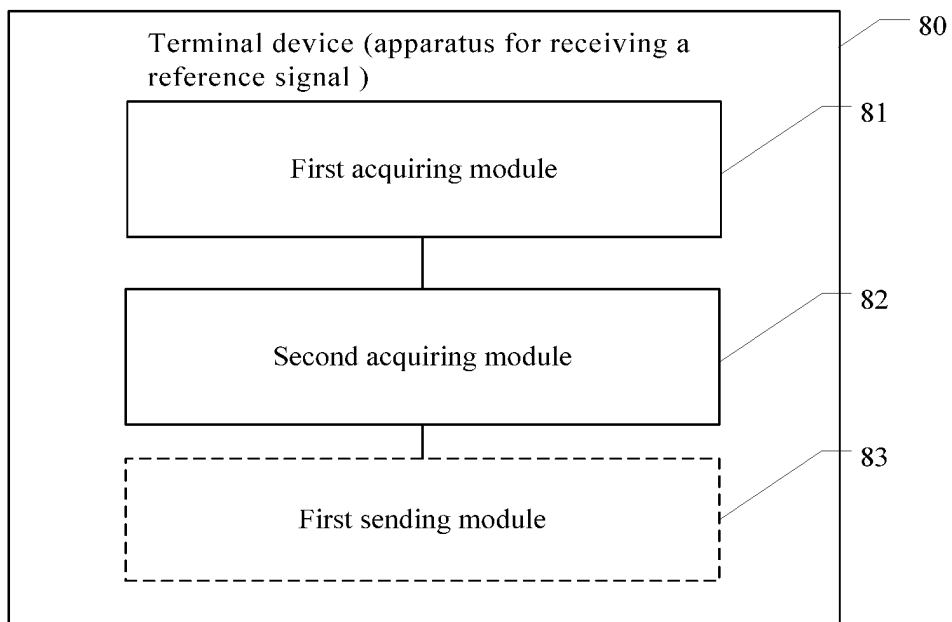 80
Terminal device (apparatus for receiving a
reference signal )
81
First acquiring module
82
Second acquiring module
83
First sending module